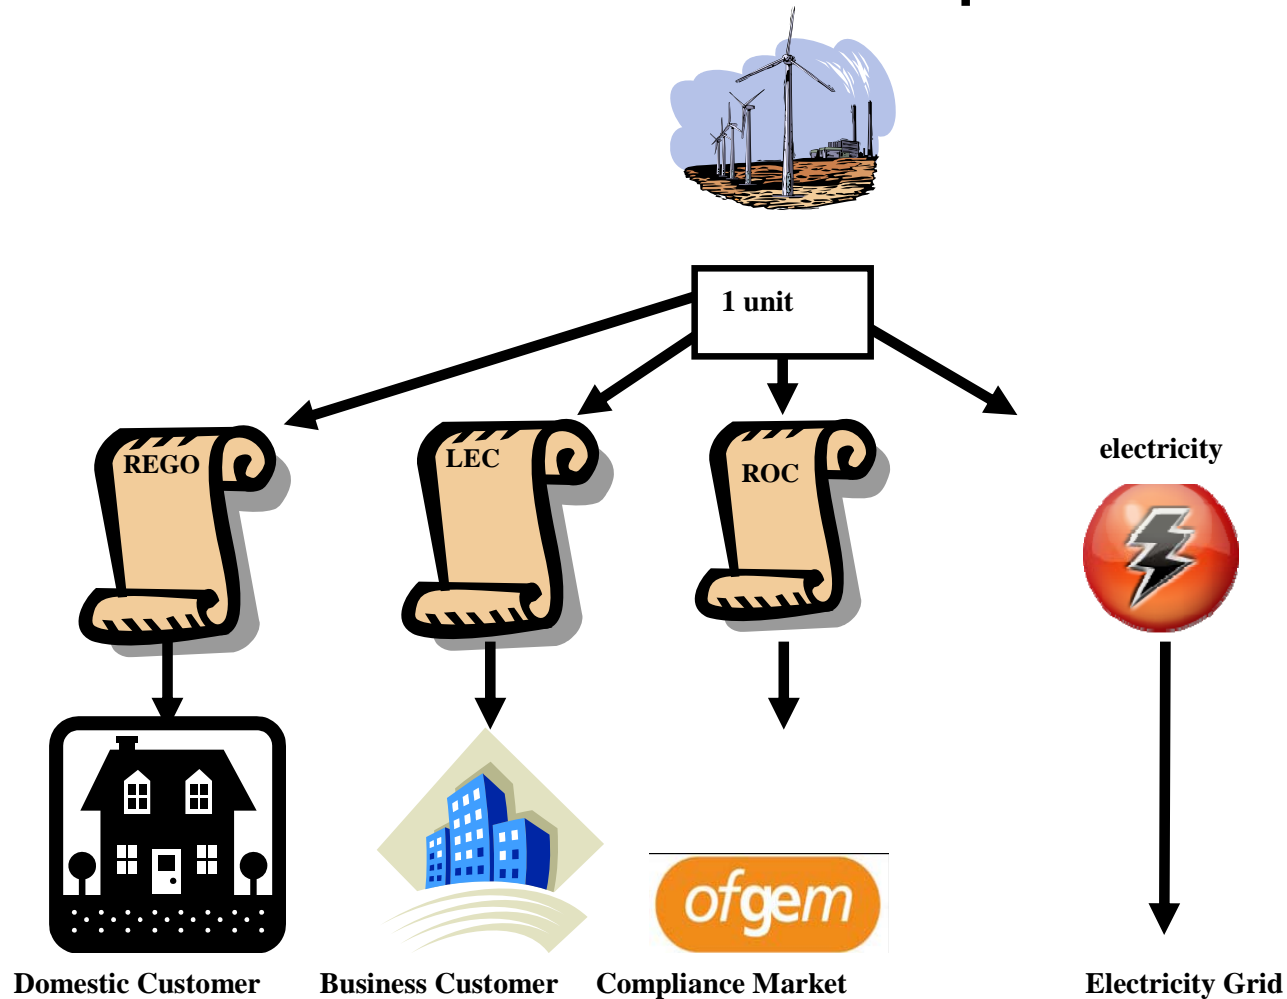 1 unit
REGO
LEC
ROC
electricity
ofgem
Domestic Customer
Business Customer
Compliance Market
Electricity Grid